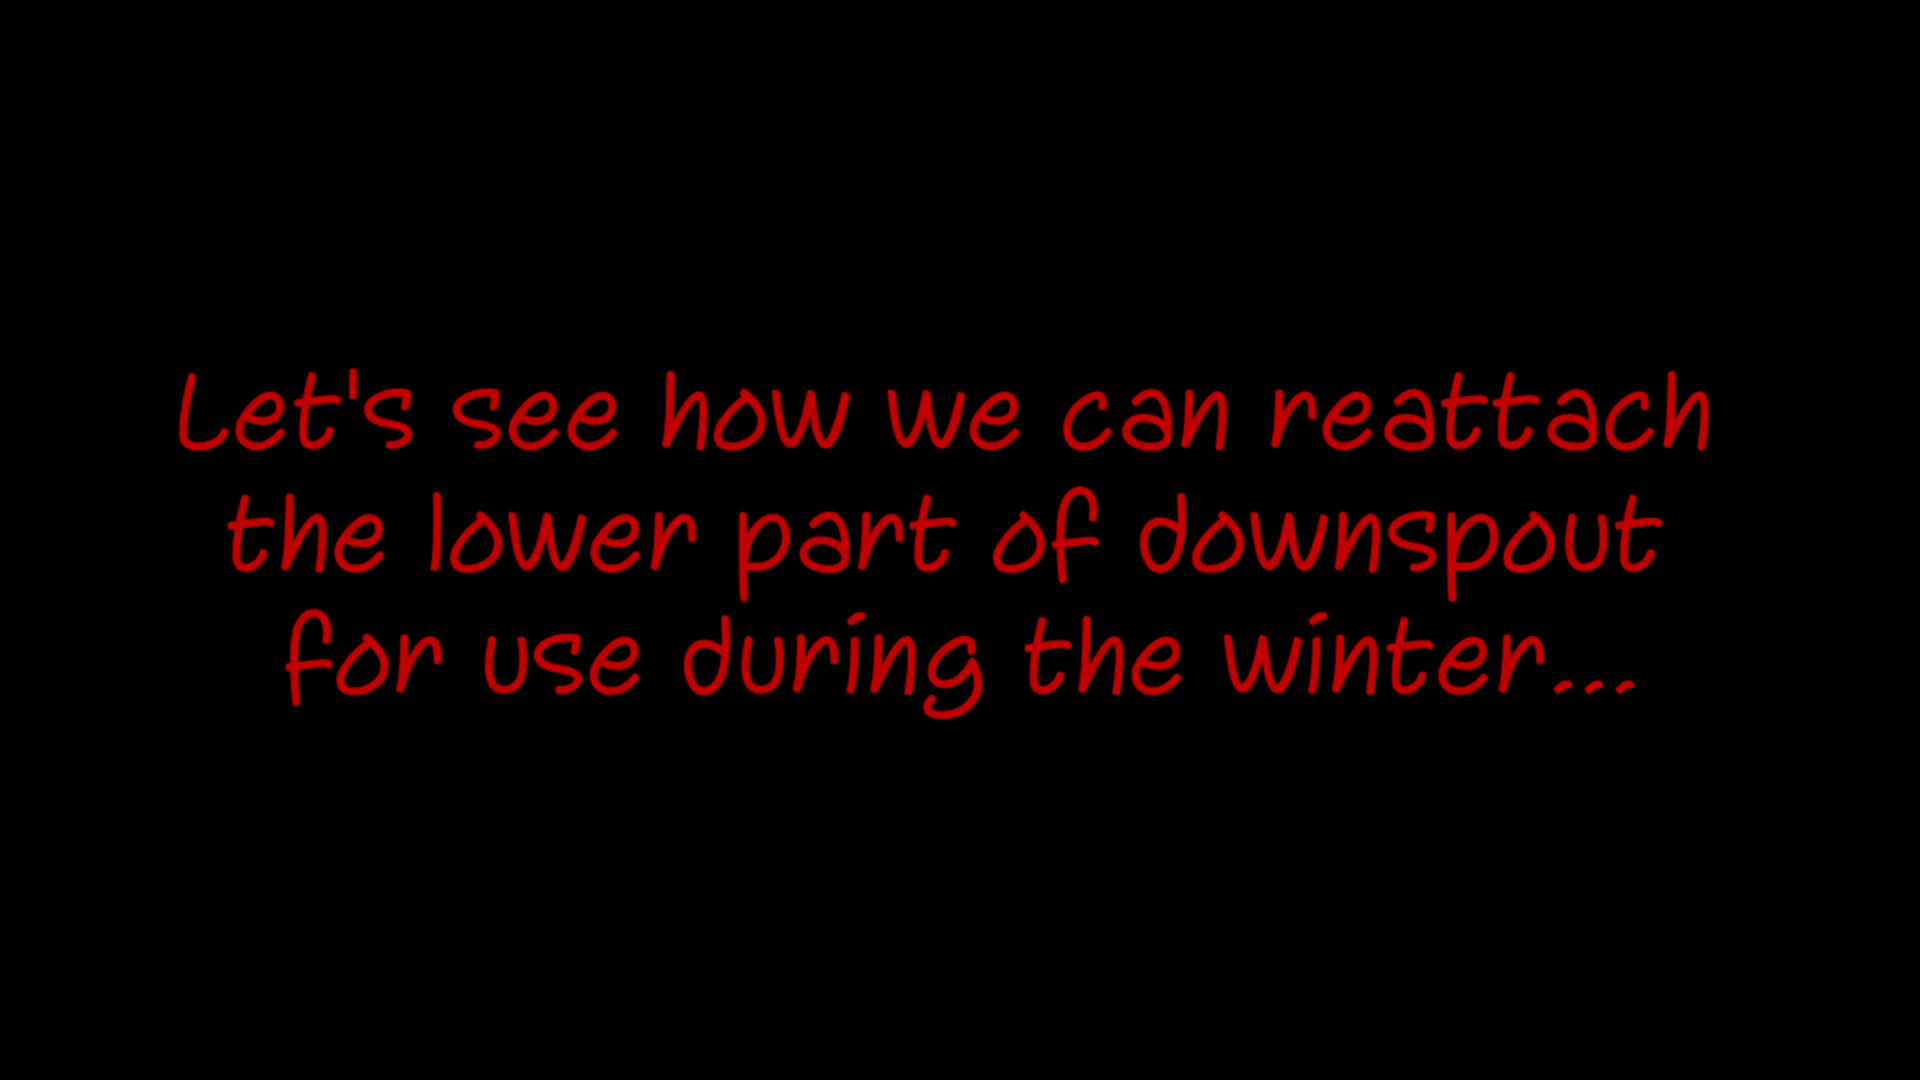 Let's see how we can reattach
the lower part of downspout
for use during the winter...